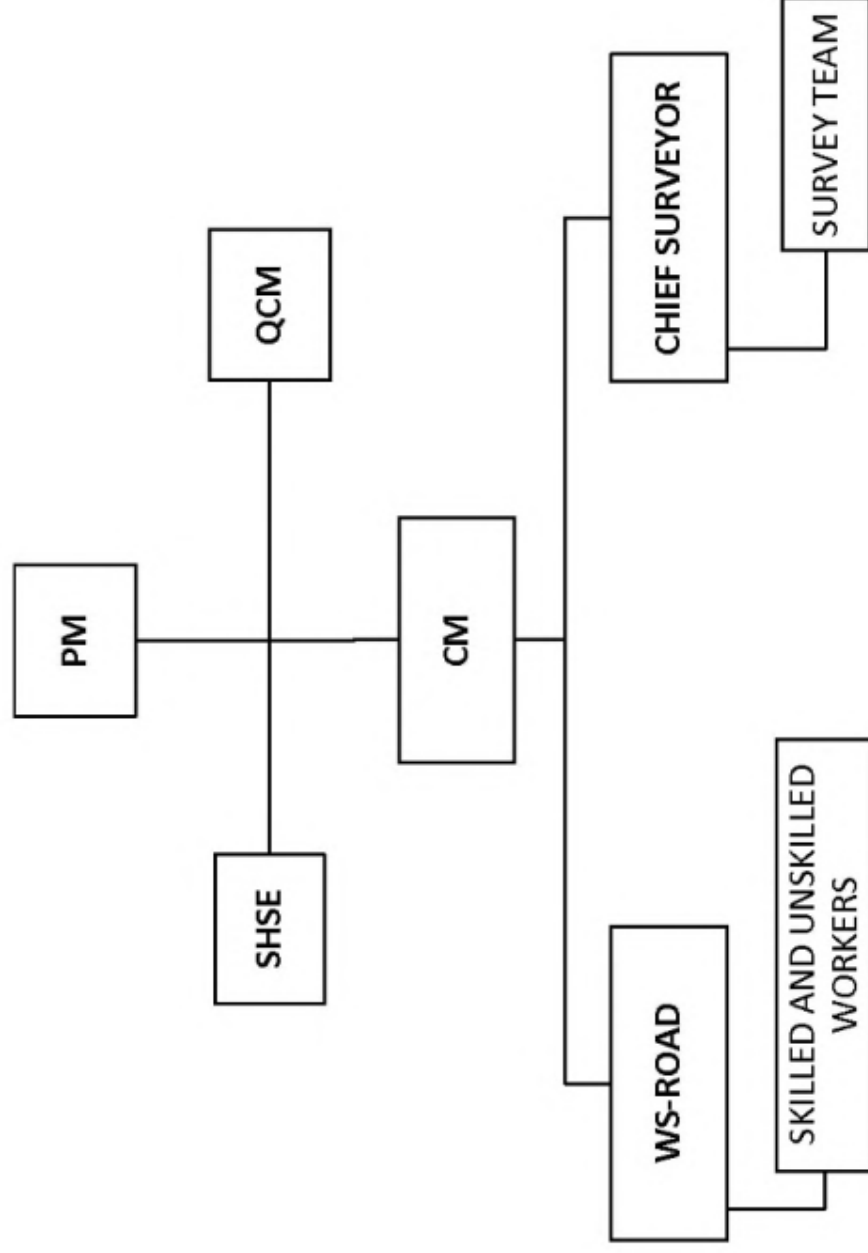 PM
SHSE
QCM
CM
WS-ROAD
CHIEF SURVEYOR
SKILLED AND UNSKILLED
WORKERS
SURVEY TEAM